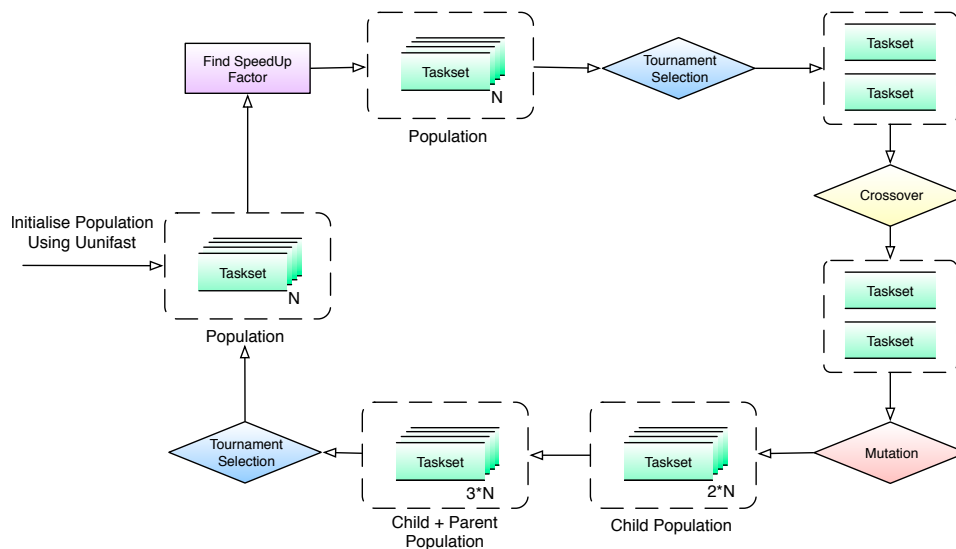 Find SpeedUp
Factor
Taskset
N
Population
Tournament
Selection
Taskset
Taskset
Crossover
Initialise Population
Using Uunifast
Taskset
N
Population
Taskset
Taskset
Tournament
Selection
Taskset
3*N
Child + Parent
Population
Taskset
2*N
Child Population
Mutation